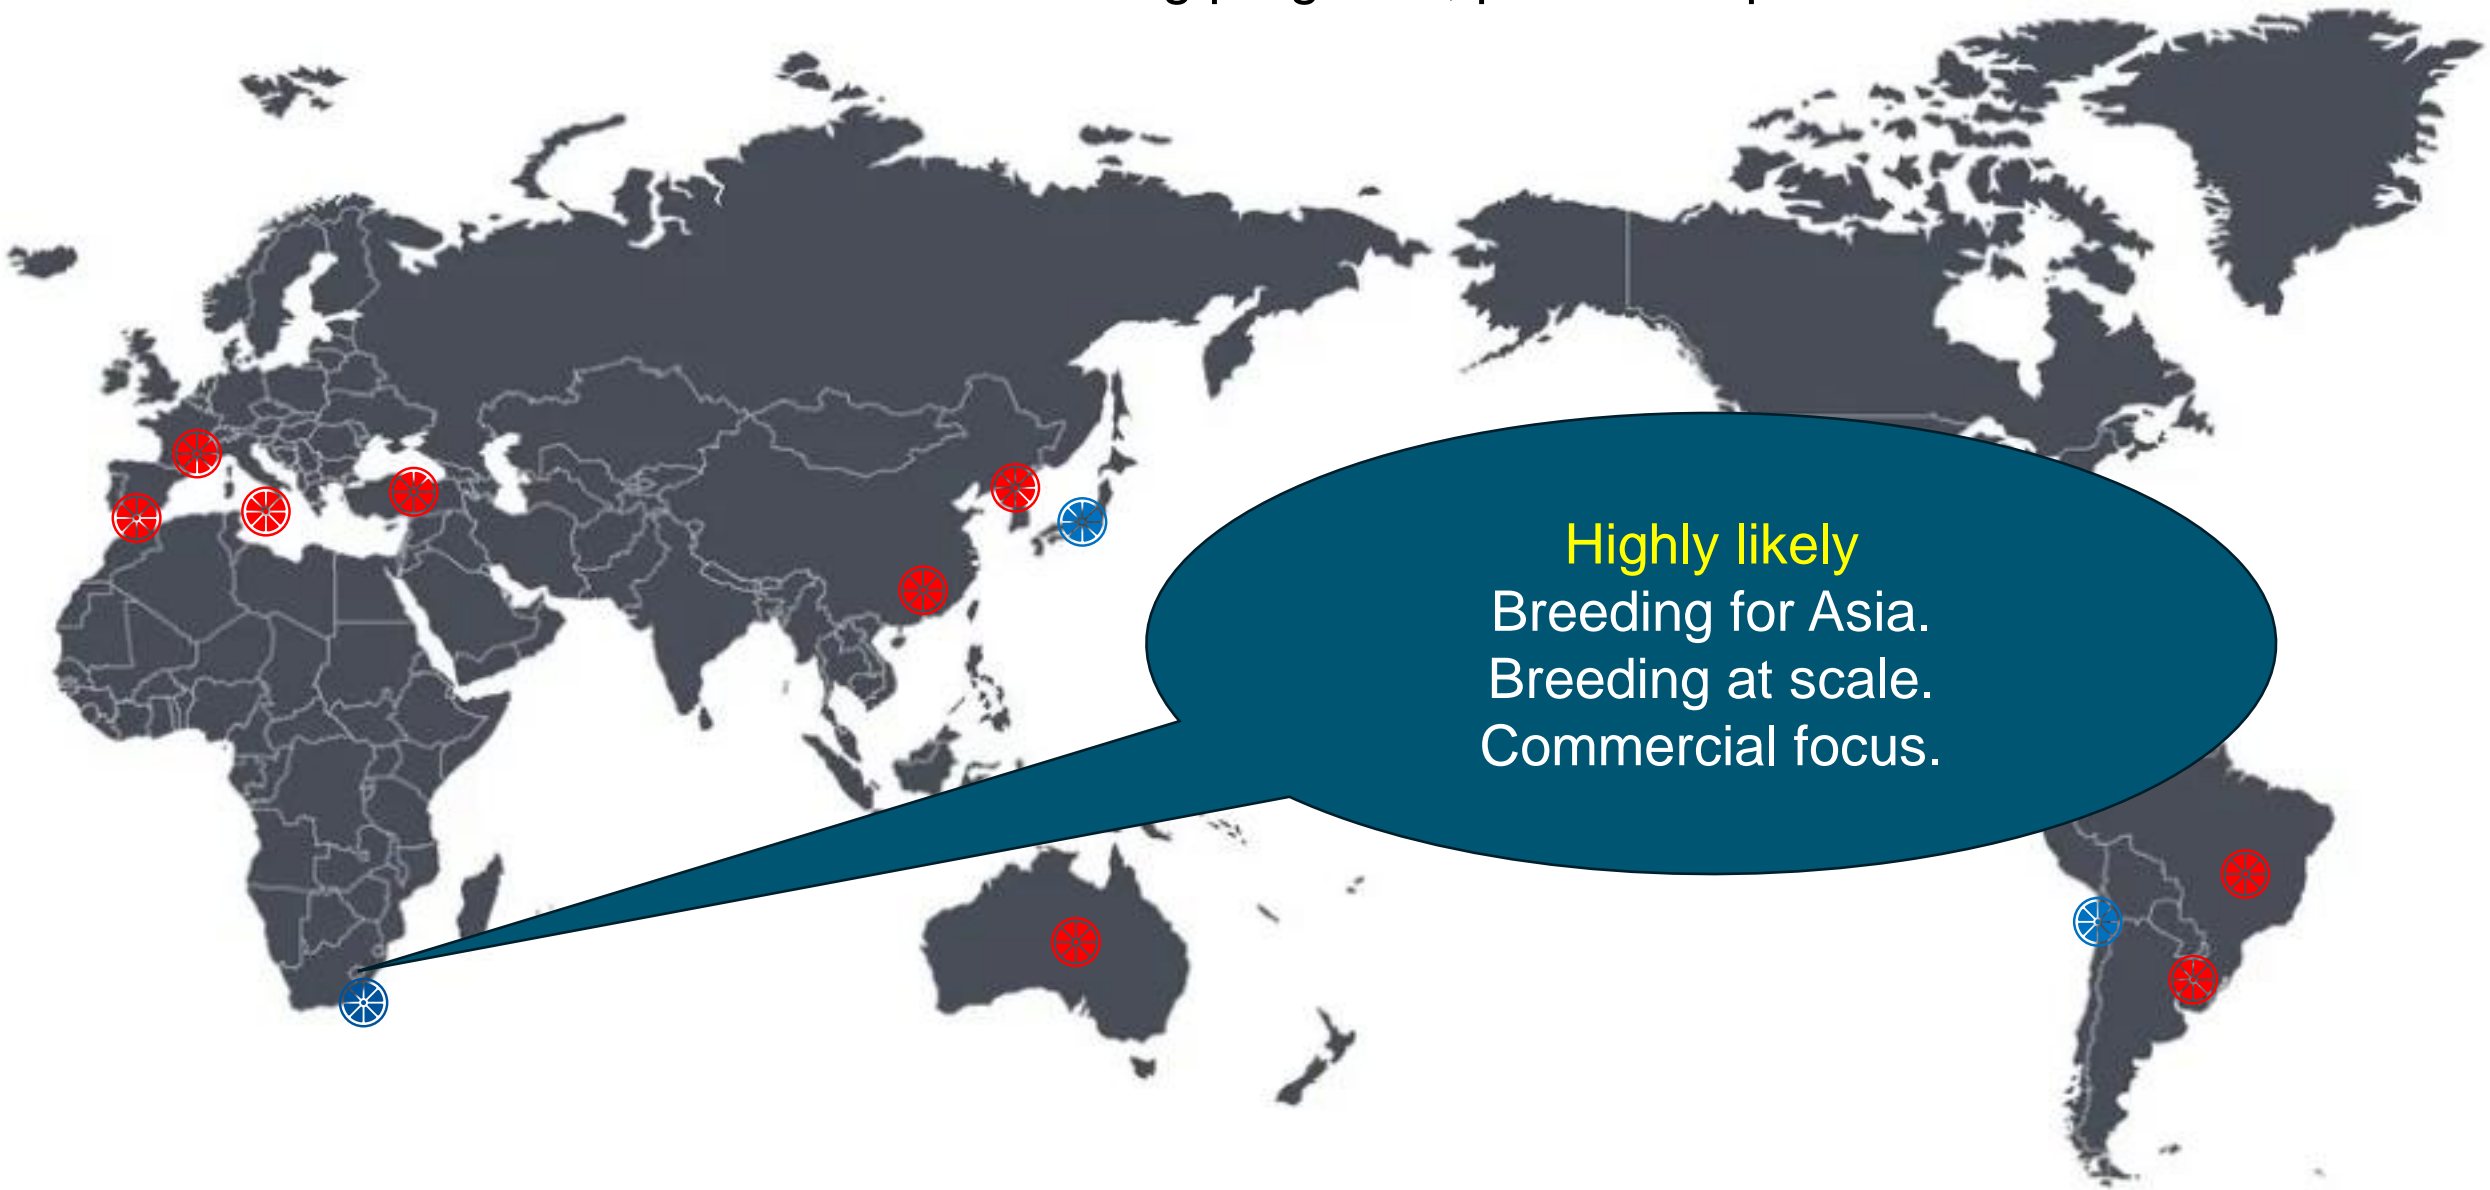 Highly likely
Breeding for Asia.
Breeding at scale.
Commercial focus.